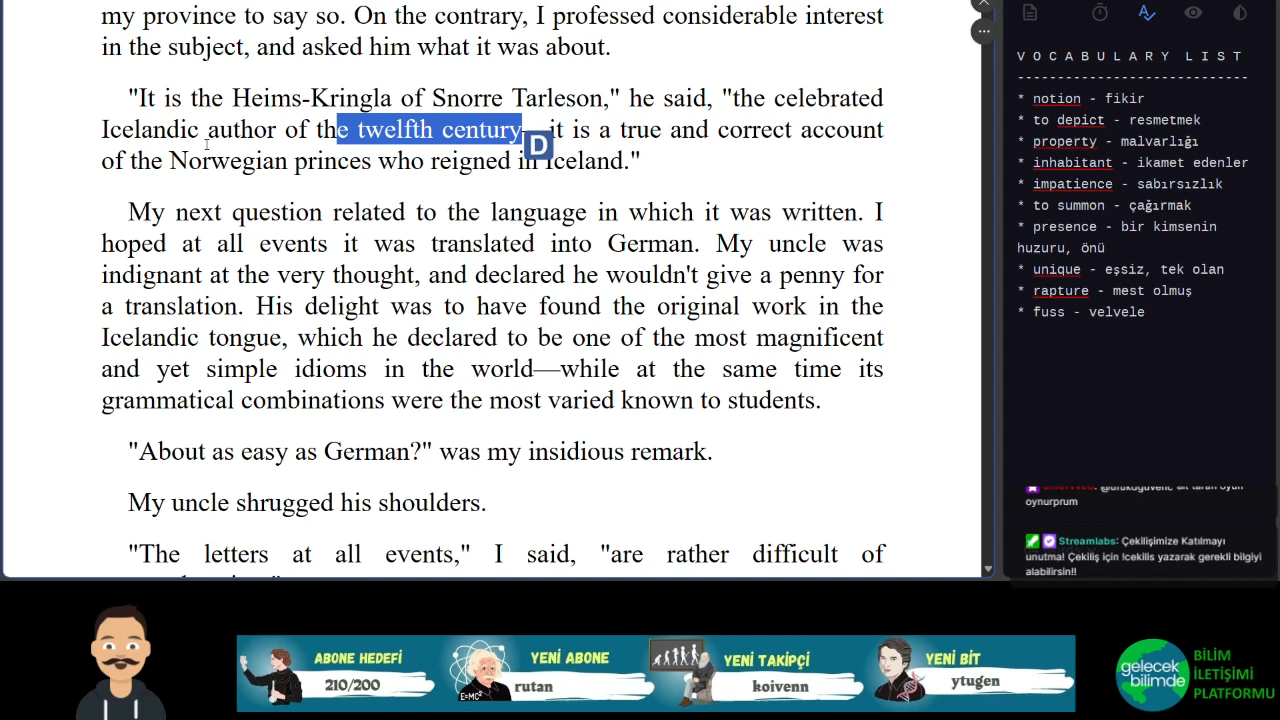 my province to say so. On the contrary, I professed considerable interest
in the subject, and asked him what it was about.
"It is the Heims-Kringla of Snorre Tarleson," he said, "the celebrated
Icelandic author of the twelfth century—it is a true and correct account
of the Norwegian princes who reigned in Iceland."
My next question related to the language in which it was written. I
hoped at all events it was translated into German. My uncle was
indignant at the very thought, and declared he wouldn't give a penny for
a translation. His delight was to have found the original work in the
Icelandic tongue, which he declared to be one of the most magnificent
and yet simple idioms in the world—while at the same time its
grammatical combinations were the most varied known to students.
"About as easy as German?" was my insidious remark.
My uncle shrugged his shoulders.
"The letters at all events," I said, "are rather difficult of
D
VOCABULARY LIST
----------------------------
* notion - fikir
* to depict - resmetmek
* property - malvarlığı
* inhabitant - ikamet edenler
* impatience - sabırsızlık
* to summon - çağırmak
* presence - bir kimsenin
huzuru, önü
* unique - eşsiz, tek olan
* rapture - mest olmuş
* fuss - velvele
oynurprum
Streamlabs: Çekilişimize Katılmayı
unutma! Çekiliş için !cekilis yazarak gerekli bilgiyi
alabilirsin!!
ABONE HEDEFİ
210/200
E=MC²
YENİ ABONE
rutan
YENİ TAKİPÇİ
koivenn
YENİ BİT
ytugen
gelecek
bilimde
BİLİM
İLETİŞİMİ
PLATFORMU